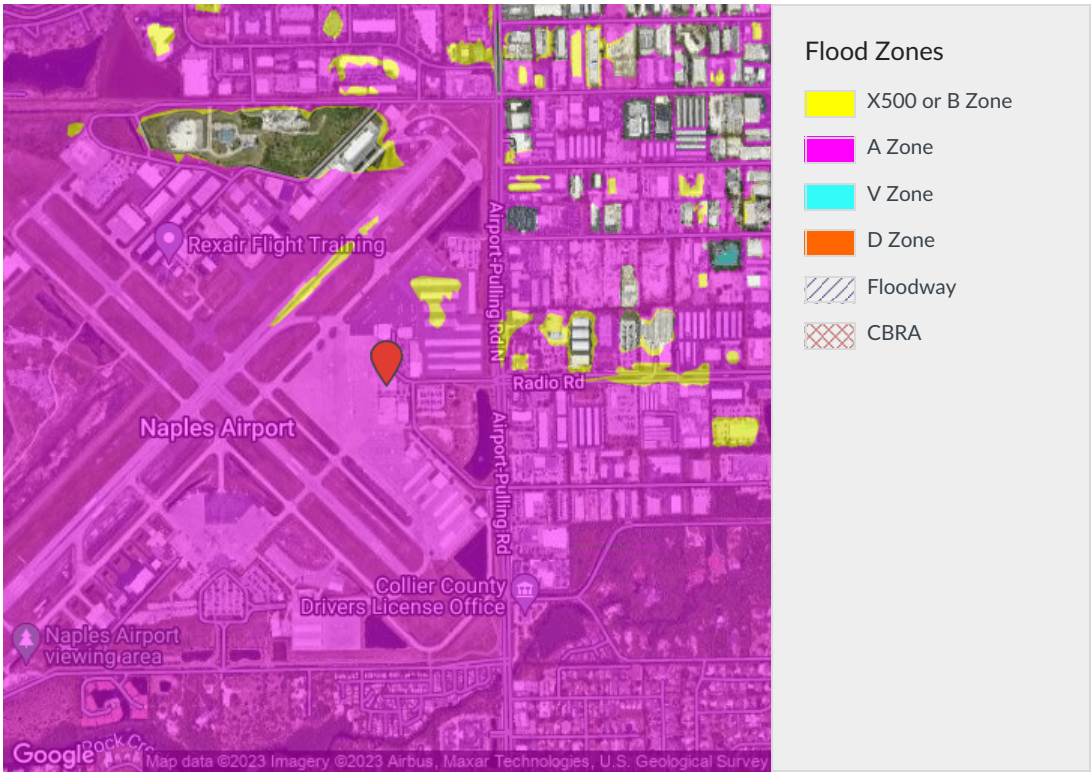 Rexair Flight Training
Airport-Pulling Rd N
Radio Rd
Naples Airport
Airport-Pulling Rd
Collier County
Drivers License Office
Naples Airport
viewing area
Rock Cr
Google
Map data ©2023 Imagery ©2023 Airbus, Maxar Technologies, U.S. Geological Survey
Flood Zones
X500 or B Zone
A Zone
V Zone
D Zone
Floodway
CBRA